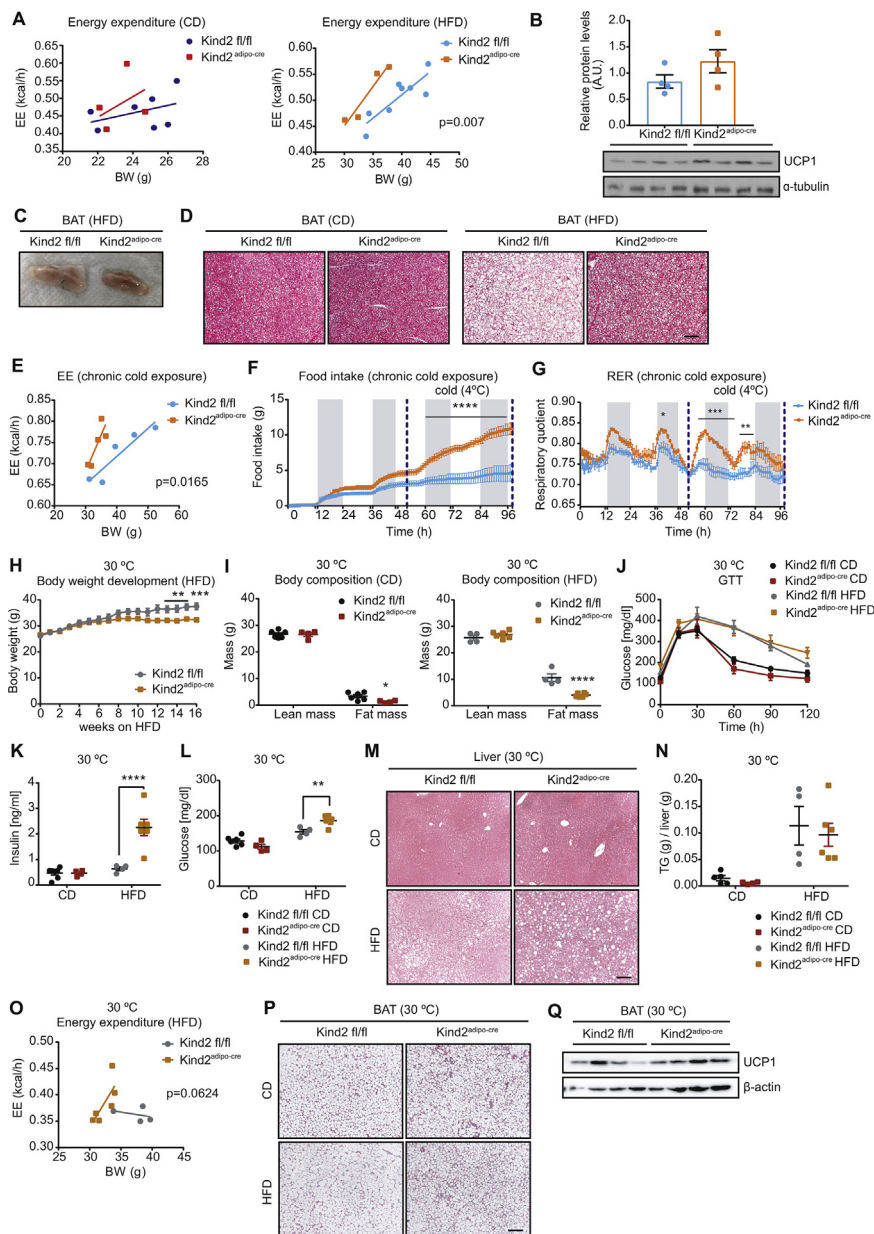 A
Energy expenditure (CD)
EE (kcal/h)
0.65
0.60
0.55
0.50
0.45
0.40
0.35
20
22
24
26
28
BW (g)
Kind2 fl/fl
Kind2adipo-cre
Energy expenditure (HFD)
EE (kcal/h)
0.60
0.55
0.50
0.45
0.40
25
30
35
40
45
50
BW (g)
Kind2 fl/fl
Kind2adipo-cre
p=0.007
B
Relative protein levels
(A.U.)
2.0
1.5
1.0
0.5
0.0
Kind2 fl/fl
Kind2adipo-cre
UCP1
α-tubulin
C
BAT (HFD)
Kind2 fl/fl
Kind2adipo-cre
D
BAT (CD)
Kind2 fl/fl
Kind2adipo-cre
BAT (HFD)
Kind2 fl/fl
Kind2adipo-cre
E
EE (chronic cold exposure)
EE (kcal/h)
0.85
0.80
0.75
0.70
0.65
0.60
20
30
40
50
60
BW (g)
Kind2 fl/fl
Kind2adipo-cre
p=0.0165
F
Food intake (chronic cold exposure)
cold (4ºC)
****
Food intake (g)
15
10
5
0
0
12
24
36
48
60
72
84
96
Time (h)
G
RER (chronic cold exposure)
cold (4ºC)
*
***
**
Respiratory quotient
0.90
0.85
0.80
0.75
0.70
0
12
24
36
48
60
72
84
96
Time (h)
Kind2 fl/fl
Kind2adipo-cre
H
30 ºC
Body weight development (HFD)
**
***
Body weight (g)
60
40
20
0
0
2
4
6
8
10
12
14
16
weeks on HFD
Kind2 fl/fl
Kind2adipo-cre
I
30 ºC
Body composition (CD)
Kind2 fl/fl
Kind2adipo-cre
Mass (g)
40
30
20
10
0
*
Lean mass
Fat mass
30 ºC
Body composition (HFD)
Kind2 fl/fl
Kind2adipo-cre
Mass (g)
40
30
20
10
0
****
Lean mass
Fat mass
J
30 ºC
GTT
Kind2 fl/fl CD
Kind2adipo-cre CD
Kind2 fl/fl HFD
Kind2adipo-cre HFD
Glucose [mg/dl]
500
400
300
200
100
0
0
30
60
90
120
Time (h)
K
30 ºC
****
Insulin [ng/ml]
4
3
2
1
0
CD
HFD
L
30 ºC
**
Glucose [mg/dl]
300
200
100
0
CD
HFD
Kind2 fl/fl CD
Kind2adipo-cre CD
Kind2 fl/fl HFD
Kind2adipo-cre HFD
M
Liver (30 ºC)
Kind2 fl/fl
Kind2adipo-cre
CD
HFD
N
30 ºC
TG (g) / liver (g)
0.20
0.15
0.10
0.05
0.00
CD
HFD
Kind2 fl/fl CD
Kind2adipo-cre CD
Kind2 fl/fl HFD
Kind2adipo-cre HFD
O
30 ºC
Energy expenditure (HFD)
EE (kcal/h)
0.50
0.45
0.40
0.35
0.30
25
30
35
40
45
BW (g)
Kind2 fl/fl
Kind2adipo-cre
p=0.0624
P
BAT (30 ºC)
Kind2 fl/fl
Kind2adipo-cre
CD
HFD
Q
BAT (30 ºC)
Kind2 fl/fl
Kind2adipo-cre
UCP1
β-actin